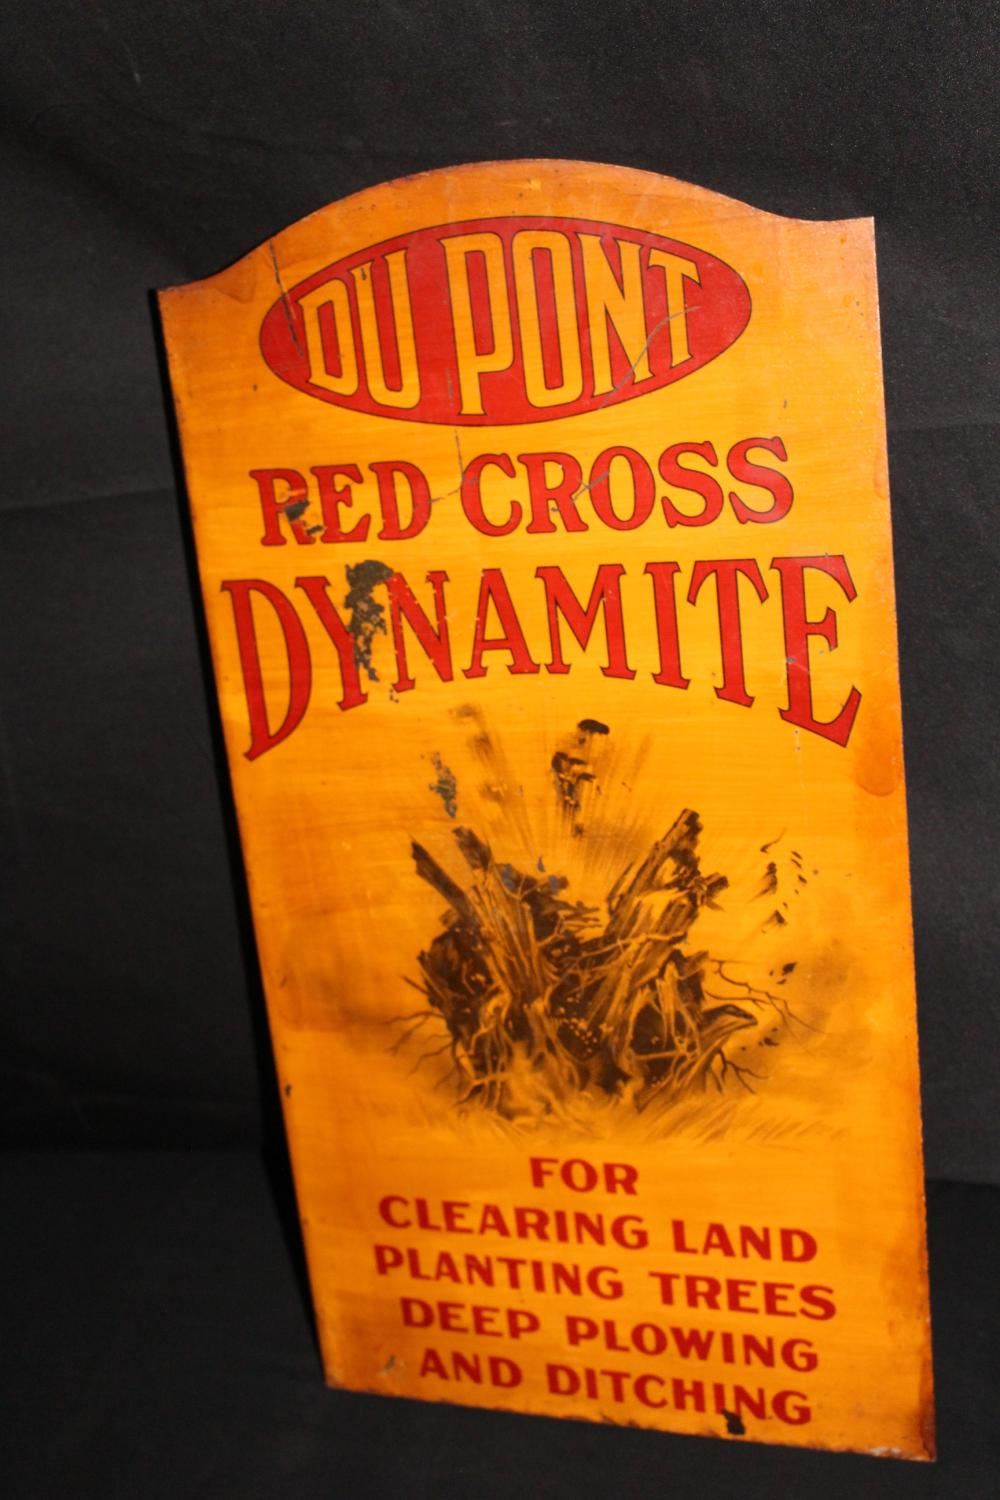 DU PONT
RED CROSS
DYNAMITE
FOR
CLEARING LAND
PLANTING TREES
DEEP PLOWING
AND DITCHING